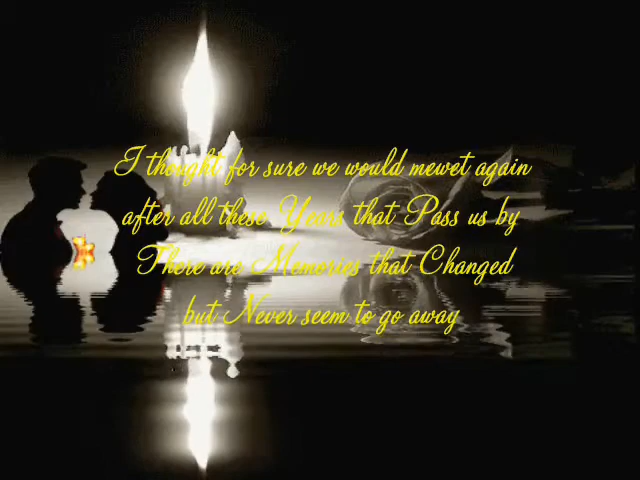 I thought for sure we would mewet again
after all these Years that Pass us by
There are Memories that Changed
but Never seem to go away